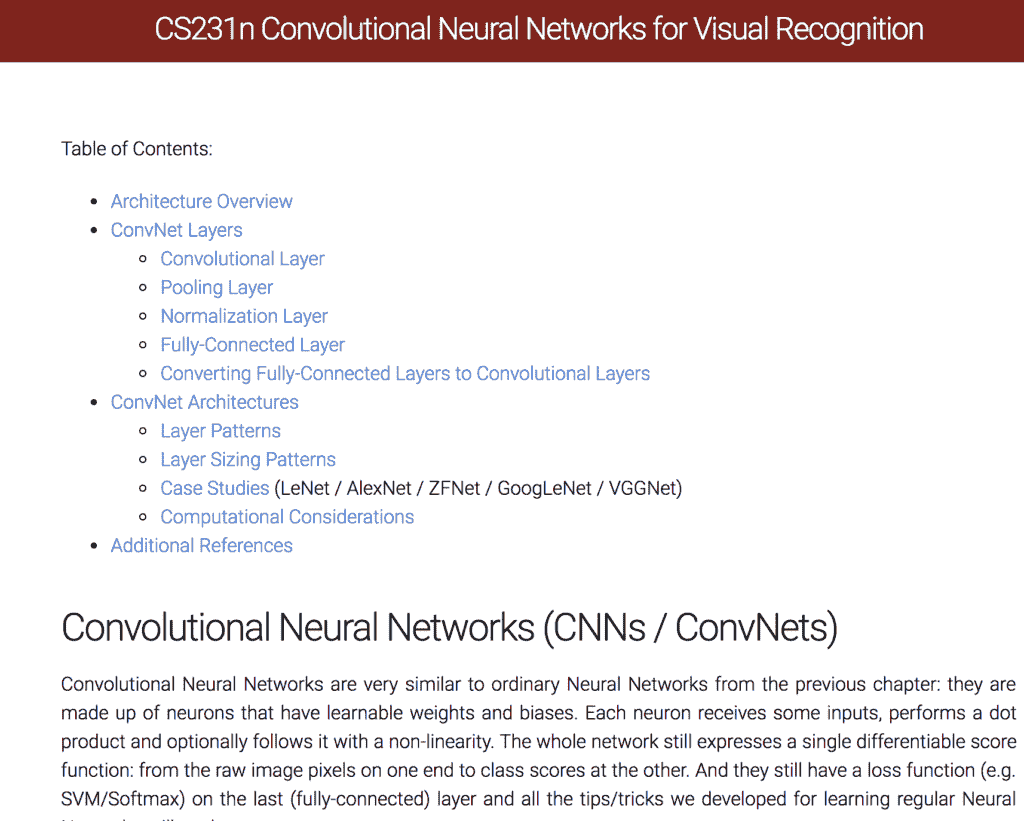 CS231n Convolutional Neural Networks for Visual Recognition
Table of Contents:
Architecture Overview
ConvNet Layers
Convolutional Layer
Pooling Layer
Normalization Layer
Fully-Connected Layer
Converting Fully-Connected Layers to Convolutional Layers
ConvNet Architectures
Layer Patterns
Layer Sizing Patterns
Case Studies (LeNet / AlexNet / ZFNet / GoogLeNet / VGGNet)
Computational Considerations
Additional References
Convolutional Neural Networks (CNNs / ConvNets)
Convolutional Neural Networks are very similar to ordinary Neural Networks from the previous chapter: they are
made up of neurons that have learnable weights and biases. Each neuron receives some inputs, performs a dot
product and optionally follows it with a non-linearity. The whole network still expresses a single differentiable score
function: from the raw image pixels on one end to class scores at the other. And they still have a loss function (e.g.
SVM/Softmax) on the last (fully-connected) layer and all the tips/tricks we developed for learning regular Neural